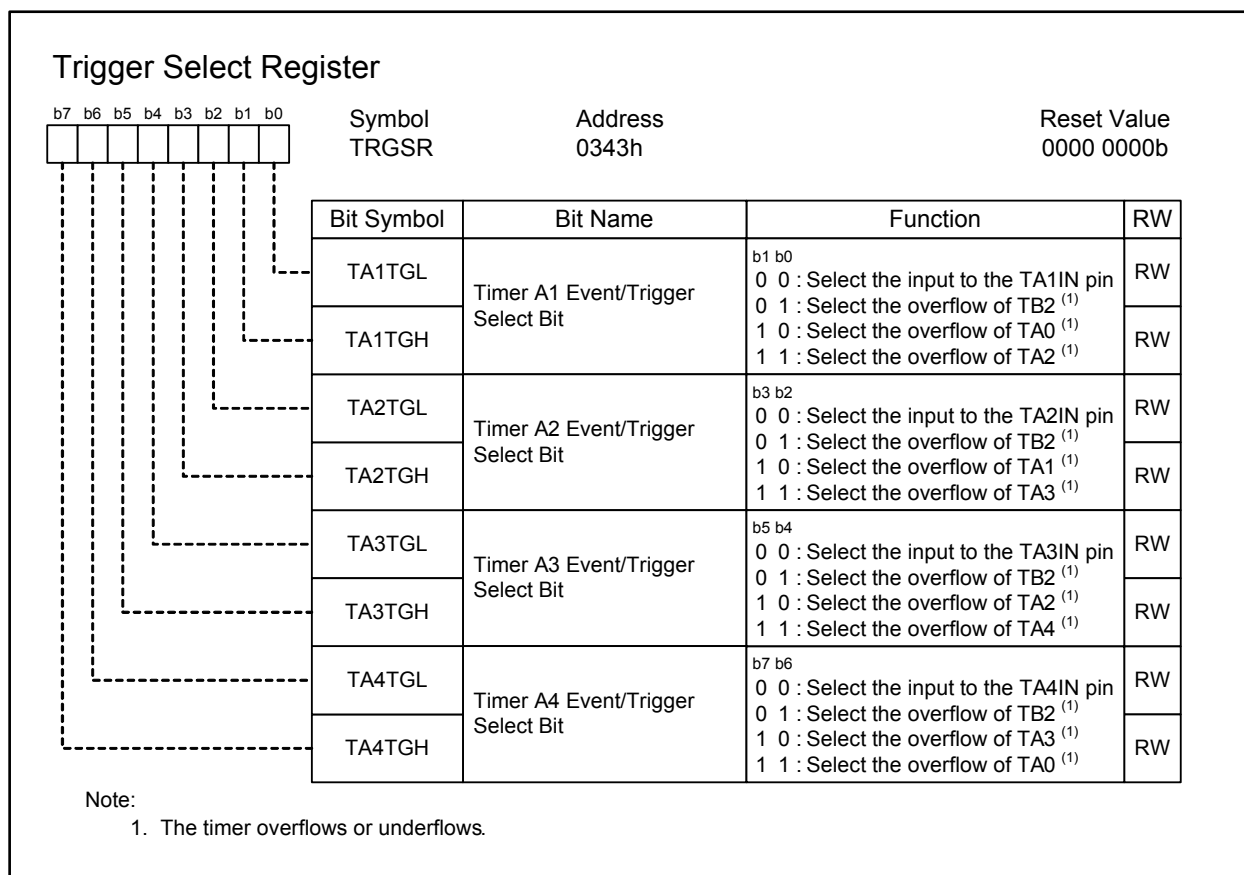 Trigger Select Register
b7 b6 b5 b4 b3 b2 b1 b0
Symbol Address Reset Value
TRGSR 0343h 0000 0000b
Bit Symbol Bit Name Function RW
TA1TGL
TA1TGH
Timer A1 Event/Trigger
Select Bit
b1 b0
0 0 : Select the input to the TA1IN pin
0 1 : Select the overflow of TB2 (1)
1 0 : Select the overflow of TA0 (1)
1 1 : Select the overflow of TA2 (1)
RW
RW
TA2TGL
TA2TGH
Timer A2 Event/Trigger
Select Bit
b3 b2
0 0 : Select the input to the TA2IN pin
0 1 : Select the overflow of TB2 (1)
1 0 : Select the overflow of TA1 (1)
1 1 : Select the overflow of TA3 (1)
RW
RW
TA3TGL
TA3TGH
Timer A3 Event/Trigger
Select Bit
b5 b4
0 0 : Select the input to the TA3IN pin
0 1 : Select the overflow of TB2 (1)
1 0 : Select the overflow of TA2 (1)
1 1 : Select the overflow of TA4 (1)
RW
RW
TA4TGL
TA4TGH
Timer A4 Event/Trigger
Select Bit
b7 b6
0 0 : Select the input to the TA4IN pin
0 1 : Select the overflow of TB2 (1)
1 0 : Select the overflow of TA3 (1)
1 1 : Select the overflow of TA0 (1)
RW
RW
Note:
1. The timer overflows or underflows.